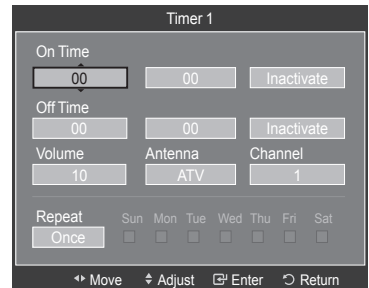 Timer 1
On Time
00 00 Inactivate
Off Time
00 00 Inactivate
Volume Antenna Channel
10 ATV 1
Repeat Sun Mon Tue Wed Thu Fri Sat
Once
Move Adjust Enter Return